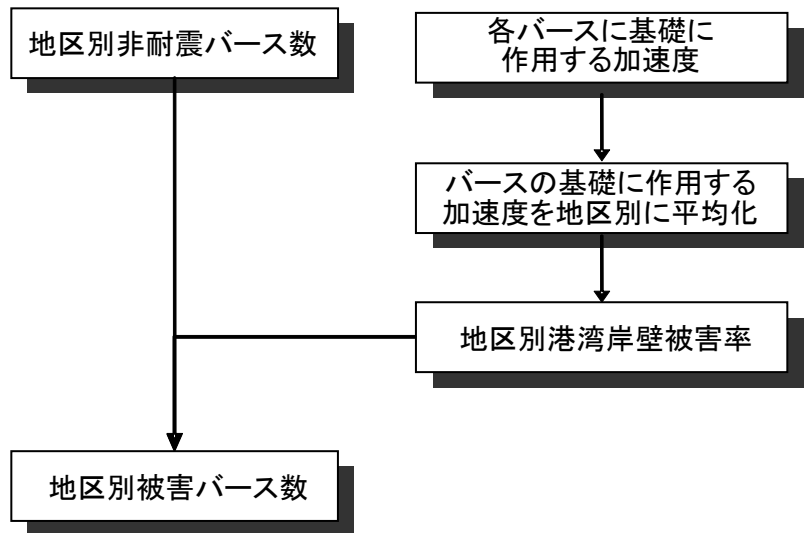 地区別非耐震バース数
各バースに基礎に
作用する加速度
バースの基礎に作用する
加速度を地区別に平均化
地区別港湾岸壁被害率
地区別被害バース数